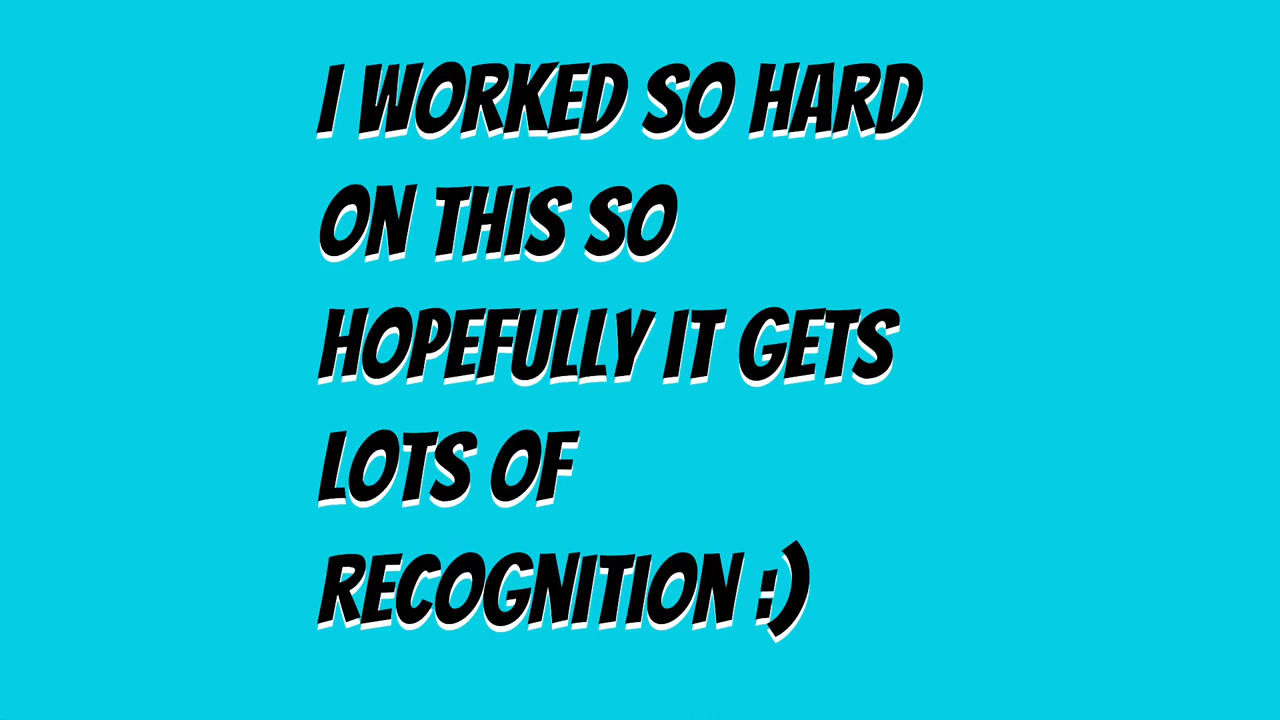 I WORKED SO HARD
ON THIS SO
HOPEFULLY IT GETS
LOTS OF
RECOGNITION :)